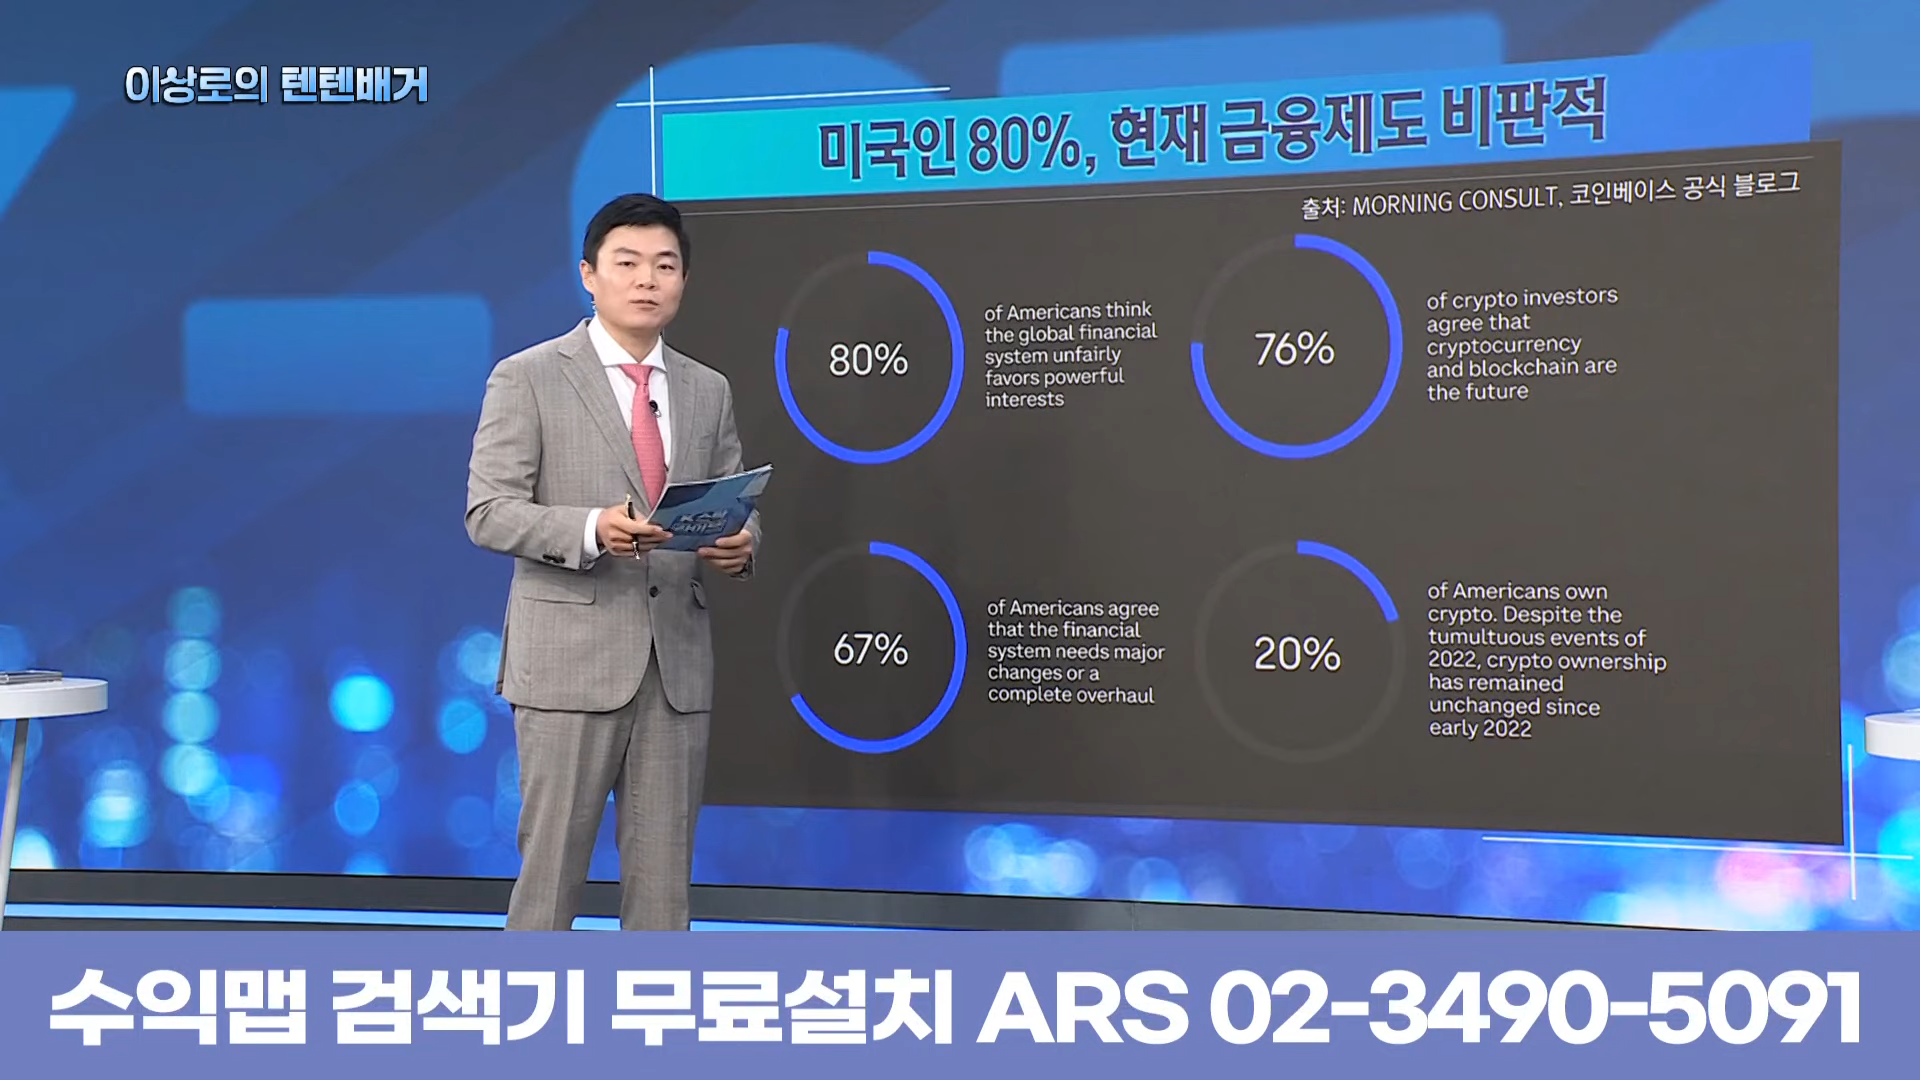 이상로의 텐텐배거
미국인 80%, 현재 금융제도 비판적
출처: MORNING CONSULT, 코인베이스 공식 블로그
80%
of Americans think
the global financial
system unfairly
favors powerful
interests
76%
of crypto investors
agree that
cryptocurrency
and blockchain are
the future
67%
of Americans agree
that the financial
system needs major
changes or a
complete overhaul
20%
of Americans own
crypto. Despite the
tumultuous events of
2022, crypto ownership
has remained
unchanged since
early 2022
수익맵 검색기 무료설치 ARS 02-3490-5091